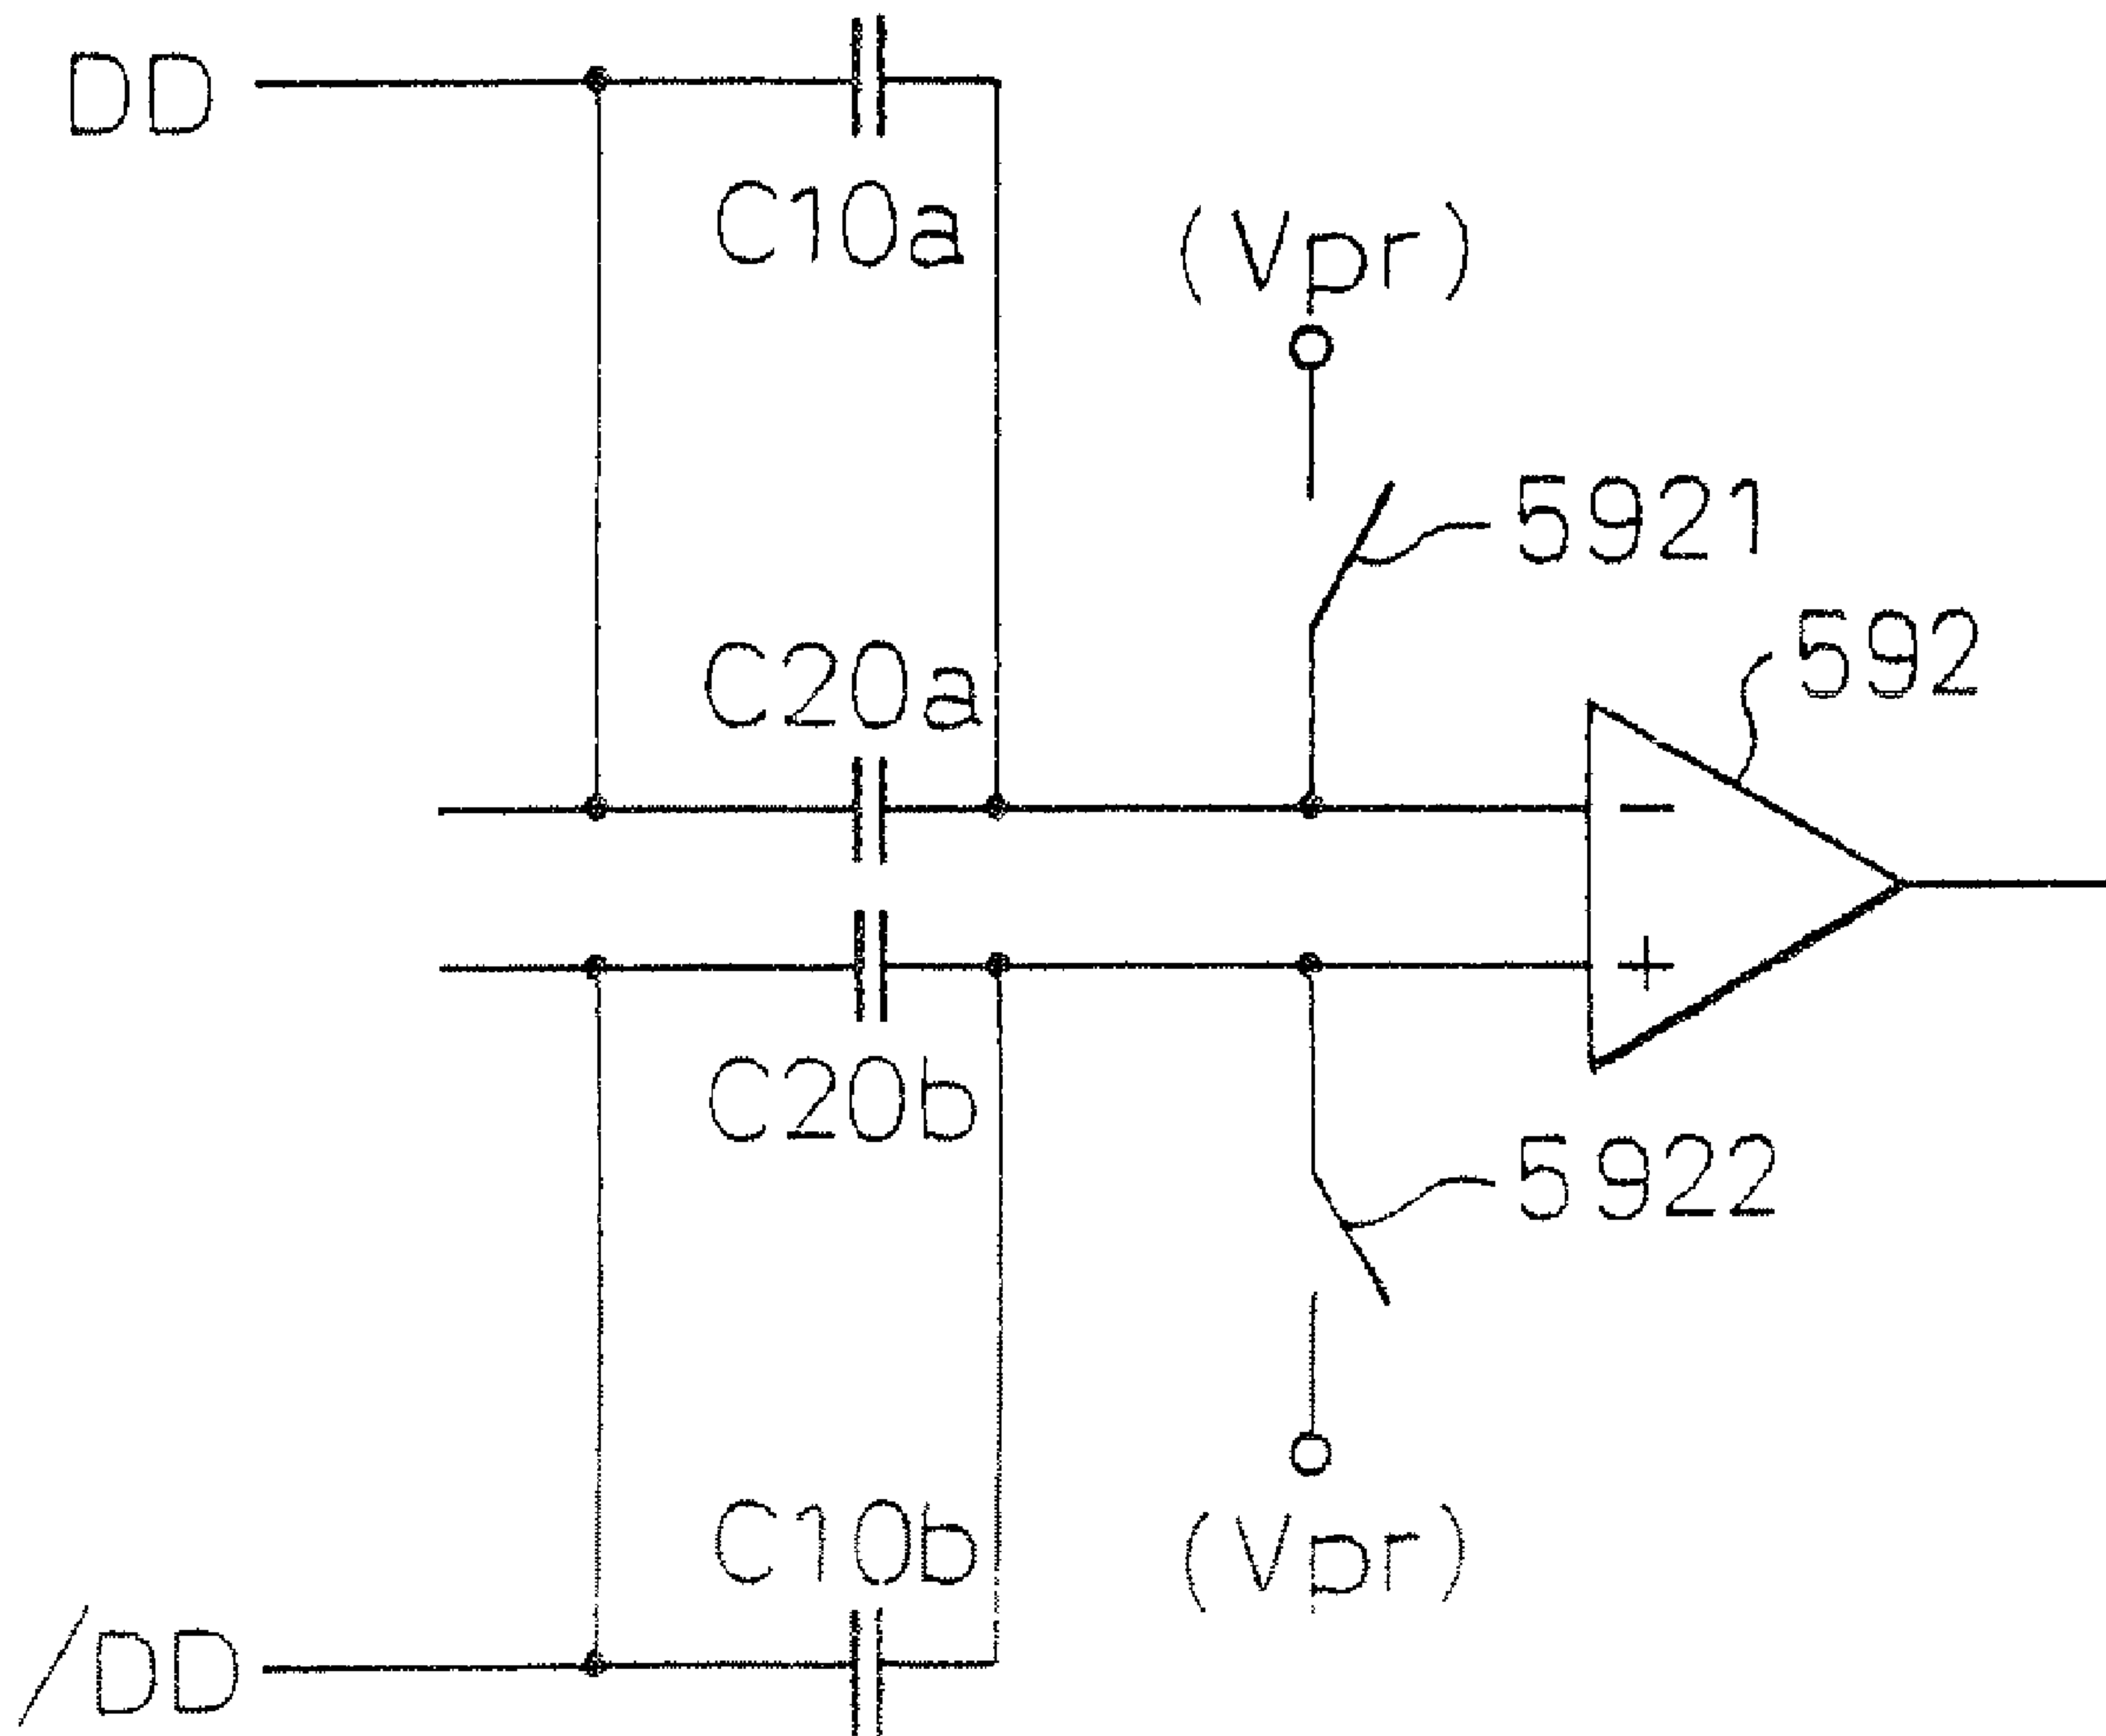 DD
C10a
(Vpr)
5921
C20a
592
−
+
C20b
5922
C10b
(Vpr)
/DD